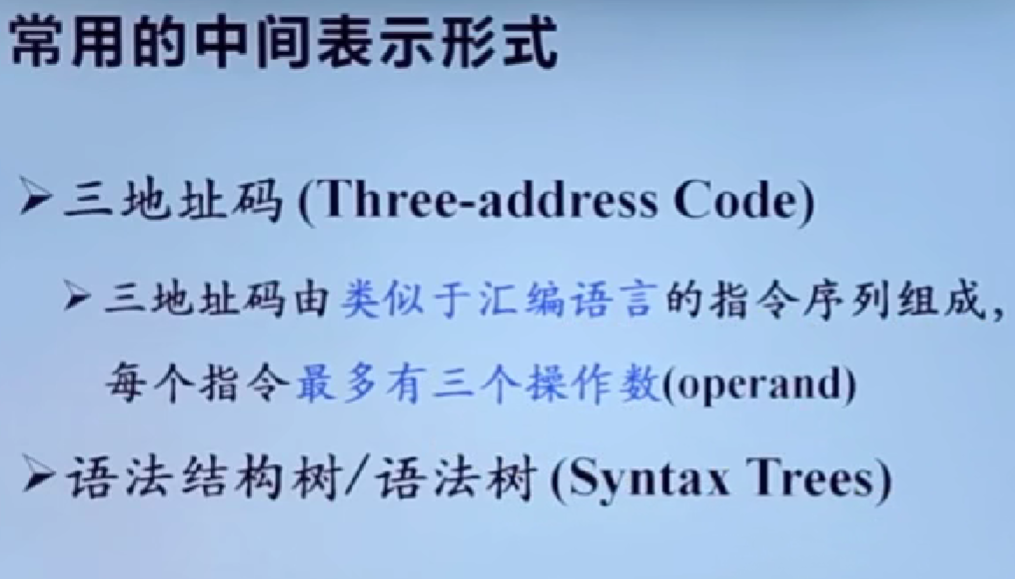 常用的中间表示形式
➢三地址码(Three-address Code)
➢三地址码由类似于汇编语言的指令序列组成,
每个指令最多有三个操作数(operand)
➢语法结构树/语法树(Syntax Trees)